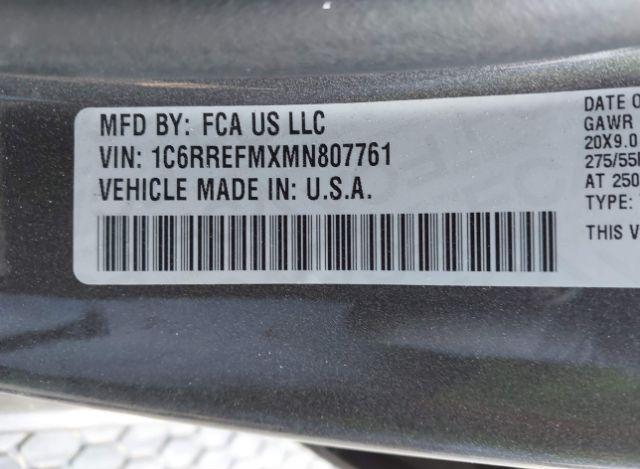 MFD BY: FCA US LLC
VIN: 1C6RREFMXMN807761
VEHICLE MADE IN: U.S.A.
DATE O
GAWR
20X9.0
275/55
AT 250
TYPE:
THIS V